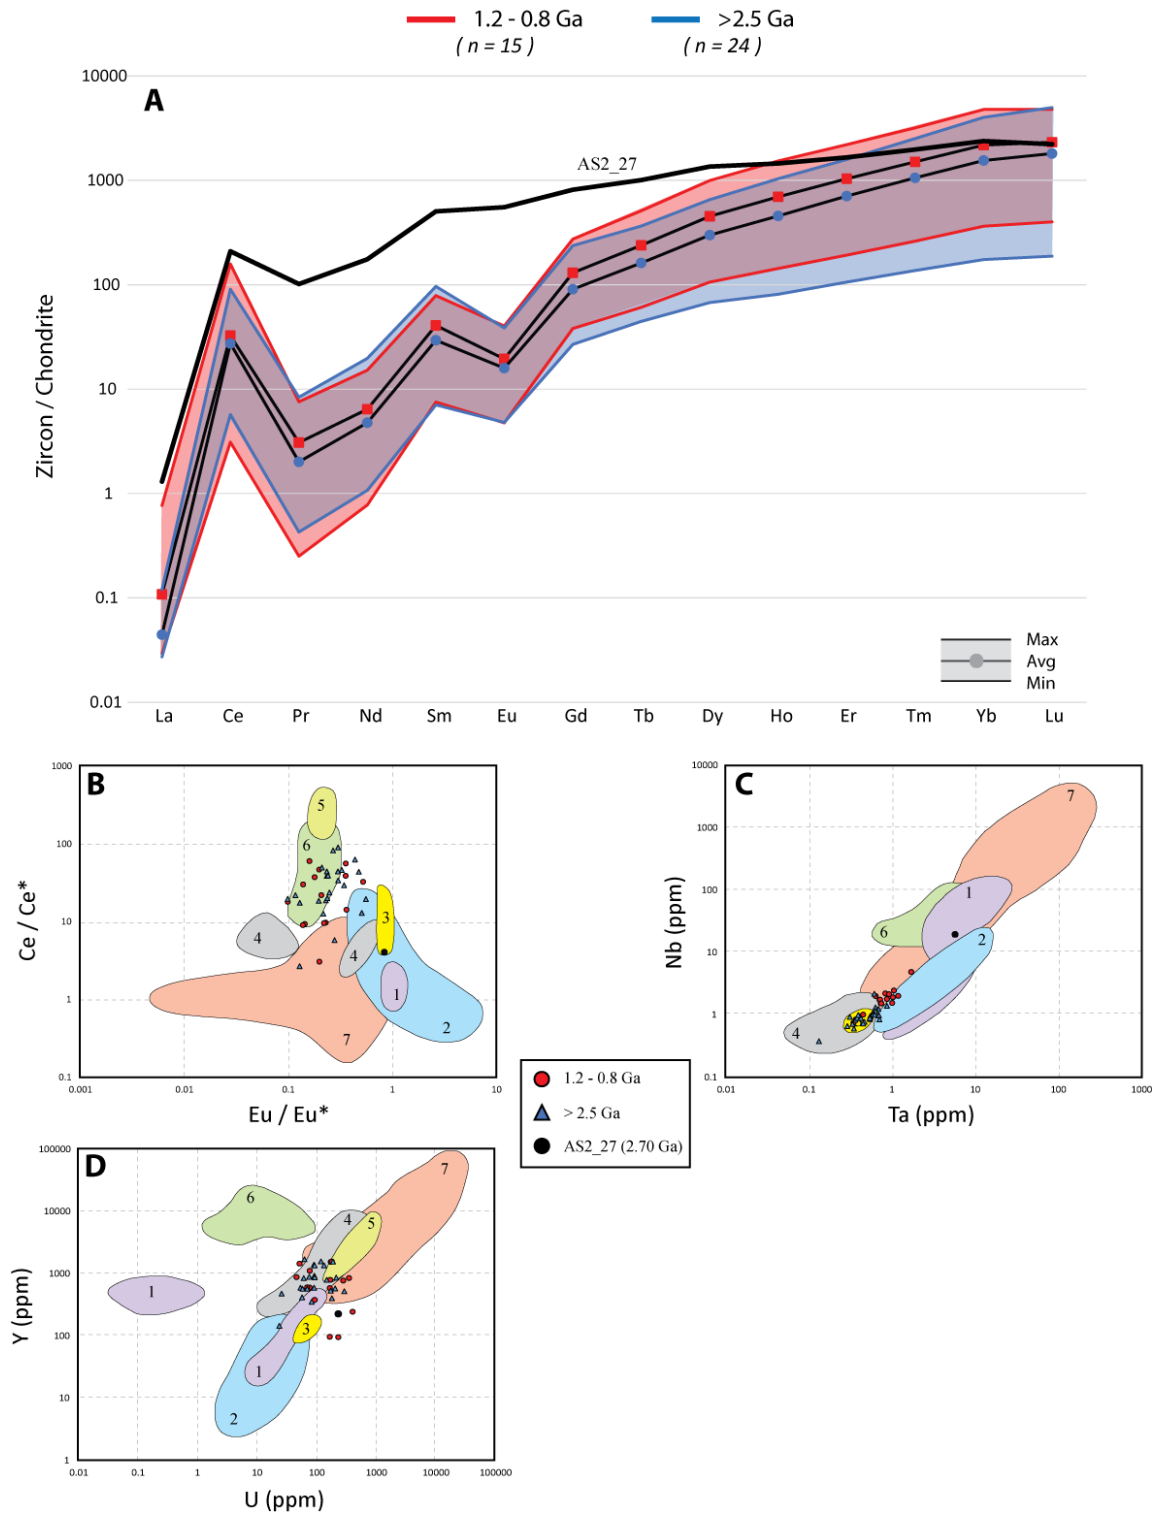 1.2 - 0.8 Ga
>2.5 Ga
( n = 15 )
( n = 24 )
A
Zircon / Chondrite
10000
1000
100
10
1
0.1
0.01
AS2_27
Max
Avg
Min
La Ce Pr Nd Sm Eu Gd Tb Dy Ho Er Tm Yb Lu
B
Ce / Ce*
1000
100
10
1
0.1
5
6
4
3
4
1
2
7
0.001 0.01 0.1 1 10
Eu / Eu*
C
Nb (ppm)
10000
1000
100
10
1
0.1
7
1
6
2
4
0.01 0.1 1 10 100 1000
Ta (ppm)
1.2 - 0.8 Ga
> 2.5 Ga
AS2_27 (2.70 Ga)
D
Y (ppm)
100000
10000
1000
100
10
1
7
6
4
5
1
3
1
2
0.01 0.1 1 10 100 1000 10000 100000
U (ppm)